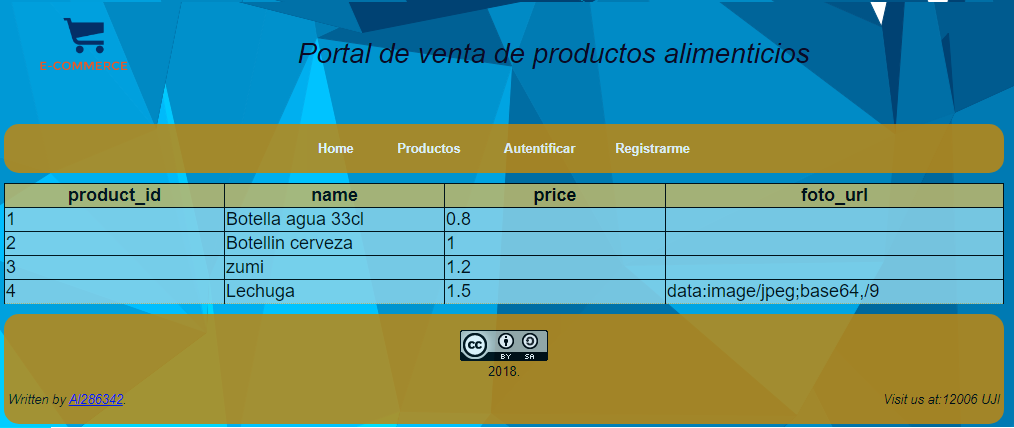 E-COMMERCE
Portal de venta de productos alimenticios
Home Productos Autentificar Registrarme
product_id name price foto_url
1 Botella agua 33cl 0.8
2 Botellin cerveza 1
3 zumi 1.2
4 Lechuga 1.5 data:image/jpeg;base64,/9
cc BY SA
2018.
Written by Al286342. Visit us at:12006 UJI